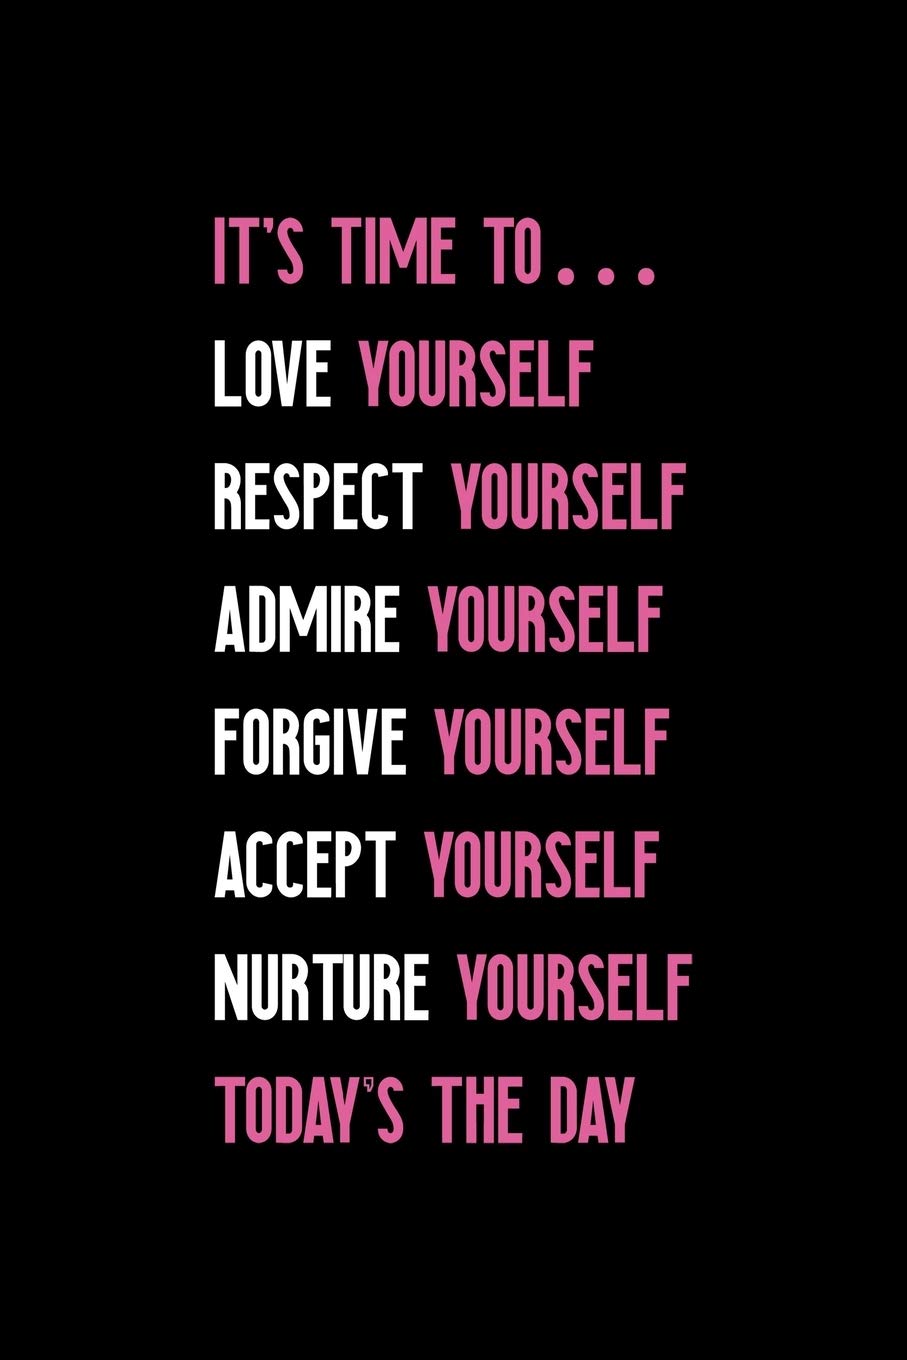 IT'S TIME TO...
LOVE YOURSELF
RESPECT YOURSELF
ADMIRE YOURSELF
FORGIVE YOURSELF
ACCEPT YOURSELF
NURTURE YOURSELF
TODAY'S THE DAY